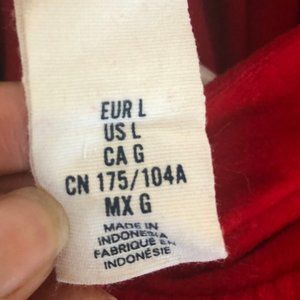 EUR L
US L
CA G
CN 175/104A
MX G
MADE IN
INDONESIA
FABRIQUÉ EN
INDONÉSIE